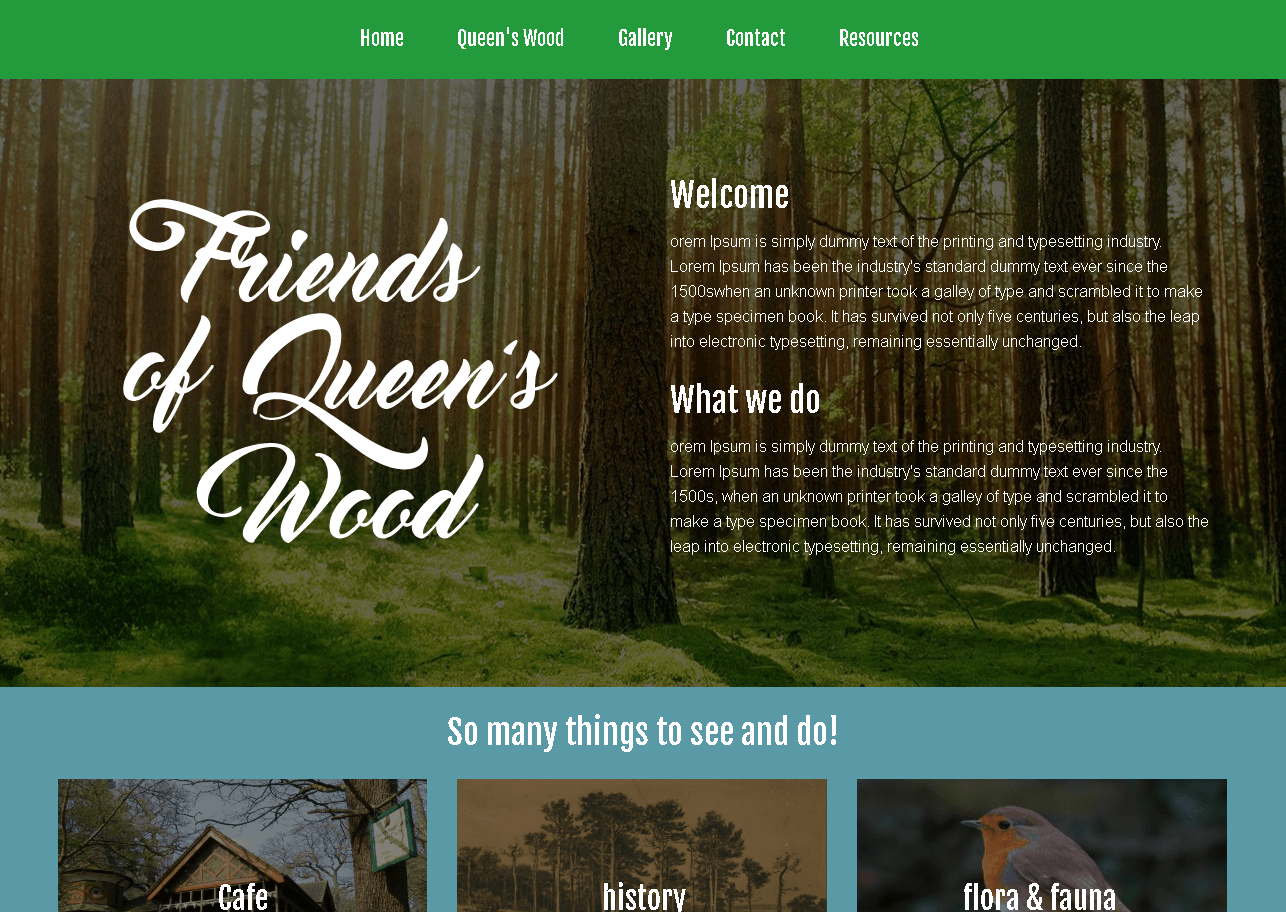 Home Queen's Wood Gallery Contact Resources
Friends
of Queen's
Wood
Welcome
orem Ipsum is simply dummy text of the printing and typesetting industry.
Lorem Ipsum has been the industry's standard dummy text ever since the
1500swhen an unknown printer took a galley of type and scrambled it to make
a type specimen book. It has survived not only five centuries, but also the leap
into electronic typesetting, remaining essentially unchanged.
What we do
orem Ipsum is simply dummy text of the printing and typesetting industry.
Lorem Ipsum has been the industry's standard dummy text ever since the
1500s, when an unknown printer took a galley of type and scrambled it to
make a type specimen book. It has survived not only five centuries, but also the
leap into electronic typesetting, remaining essentially unchanged.
So many things to see and do!
Cafe history flora & fauna